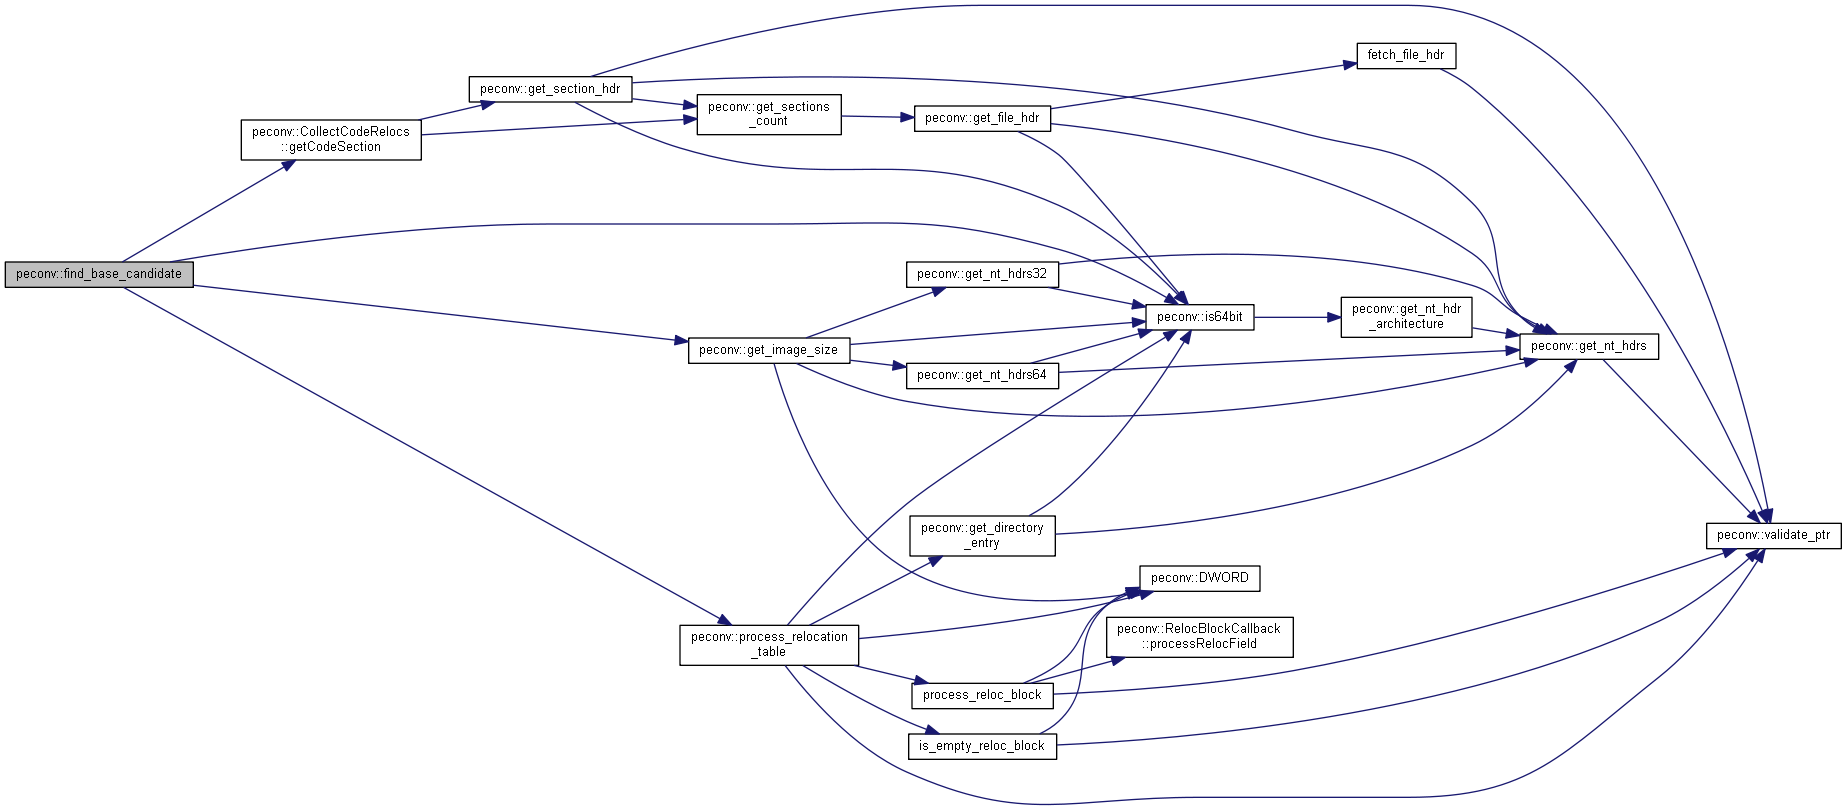 peconv::find_base_candidate
peconv::CollectCodeRelocs
::getCodeSection
peconv::get_section_hdr
peconv::get_sections
_count
peconv::get_file_hdr
fetch_file_hdr
peconv::get_image_size
peconv::get_nt_hdrs32
peconv::get_nt_hdrs64
peconv::is64bit
peconv::get_nt_hdr
_architecture
peconv::get_nt_hdrs
peconv::validate_ptr
peconv::process_relocation
_table
peconv::get_directory
_entry
peconv::DWORD
peconv::RelocBlockCallback
::processRelocField
process_reloc_block
is_empty_reloc_block